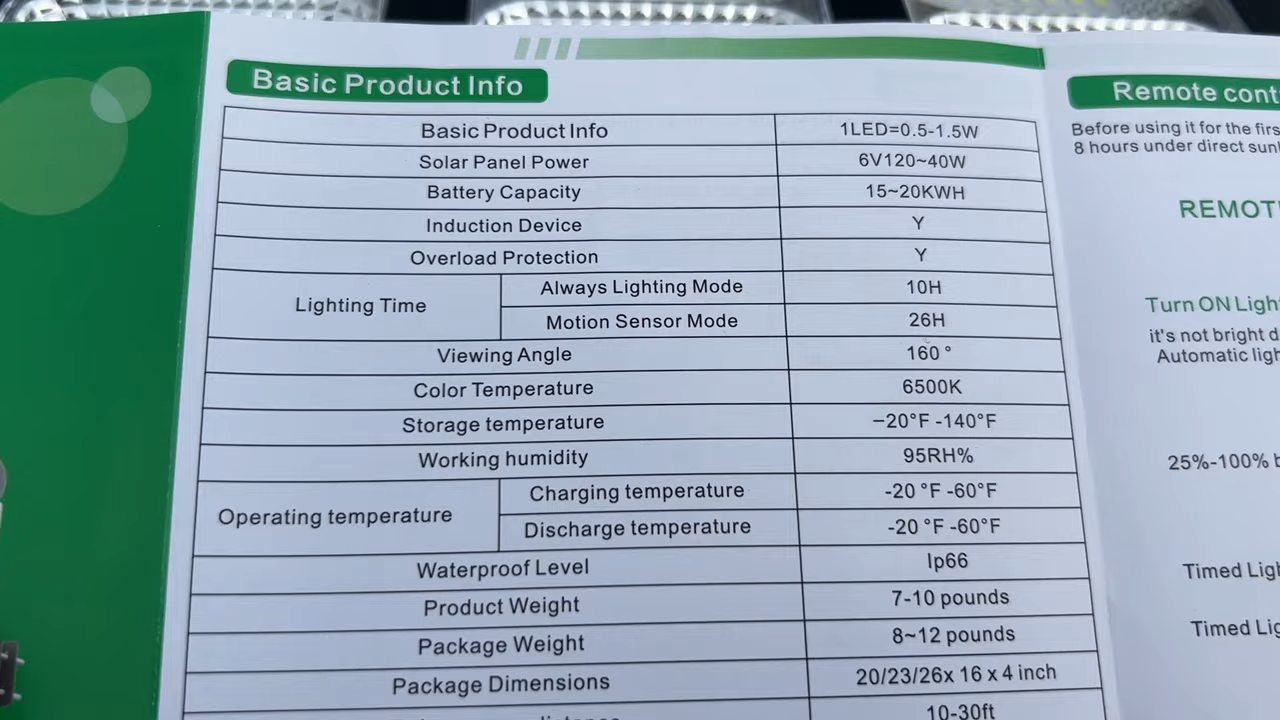 Basic Product Info
Basic Product Info 1LED=0.5-1.5W
Solar Panel Power 6V120~40W
Battery Capacity 15~20KWH
Induction Device Y
Overload Protection Y
Lighting Time
Always Lighting Mode 10H
Motion Sensor Mode 26H
Viewing Angle 160°
Color Temperature 6500K
Storage temperature −20°F -140°F
Working humidity 95RH%
Operating temperature
Charging temperature -20 °F -60°F
Discharge temperature -20 °F -60°F
Waterproof Level Ip66
Product Weight 7-10 pounds
Package Weight 8~12 pounds
Package Dimensions 20/23/26x 16 x 4 inch
10-30ft
Remote cont
Before using it for the firs
8 hours under direct sun
REMOT
Turn ON Ligh
it's not bright d
Automatic ligh
25%-100% b
Timed Ligh
Timed Lig